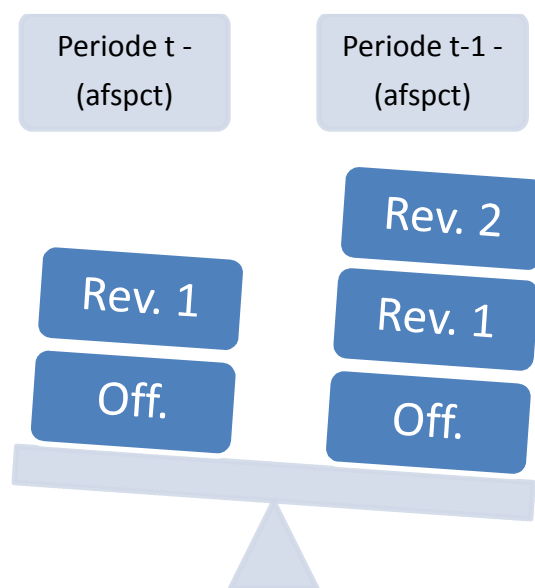 Periode t -
(afspct)
Periode t-1 -
(afspct)
Rev. 2
Rev. 1
Rev. 1
Off.
Off.